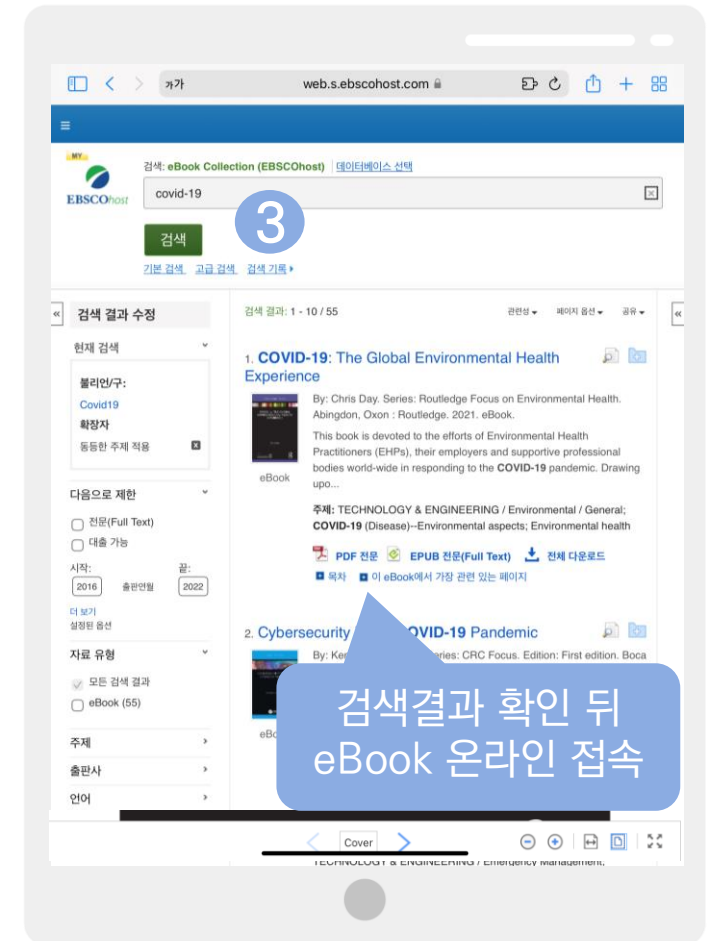 가가
web.s.ebscohost.com
MY
EBSCOhost
검색: eBook Collection (EBSCOhost) 데이터베이스 선택
covid-19
검색
3
기본 검색 고급 검색 검색 기록
검색 결과 수정
검색 결과: 1 - 10 / 55
관련성 페이지 옵션 공유
현재 검색
불리언/구:
Covid19
확장자
동등한 주제 적용
다음으로 제한
전문(Full Text)
대출 가능
시작: 끝:
2016 출판연월 2022
더 보기
설정된 옵션
자료 유형
모든 검색 결과
eBook (55)
주제
출판사
언어
1. COVID-19: The Global Environmental Health
Experience
By: Chris Day. Series: Routledge Focus on Environmental Health.
Abingdon, Oxon : Routledge. 2021. eBook.
This book is devoted to the efforts of Environmental Health
Practitioners (EHPs), their employers and supportive professional
bodies world-wide in responding to the COVID-19 pandemic. Drawing
upo...
eBook
주제: TECHNOLOGY & ENGINEERING / Environmental / General;
COVID-19 (Disease)--Environmental aspects; Environmental health
PDF 전문 EPUB 전문(Full Text) 전체 다운로드
목차 이 eBook에서 가장 관련 있는 페이지
2. Cybersecurity OVID-19 Pandemic
By: Ke eries: CRC Focus. Edition: First edition. Boca
eBo
검색결과 확인 뒤
eBook 온라인 접속
Cover
TECHNOLOGY & ENGINEERING / Emergency Management;